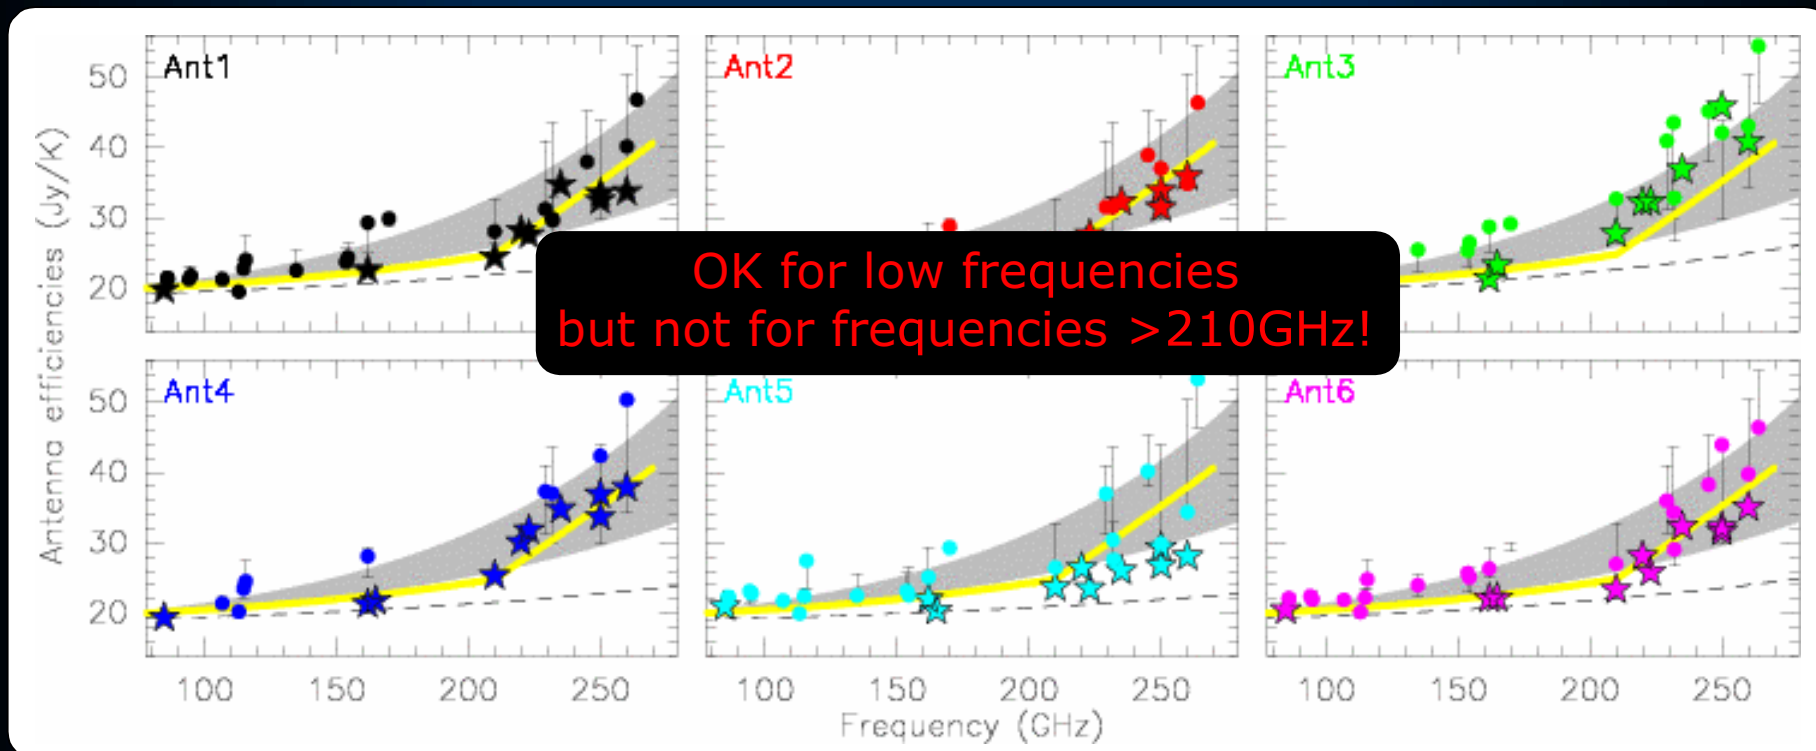 Ant1
Ant2
Ant3
50
40
30
20
OK for low frequencies
but not for frequencies >210GHz!
Antenna efficiencies (Jy/K)
Ant4
Ant5
Ant6
50
40
30
20
100 150 200 250 100 150 200 250 100 150 200 250
Frequency (GHz)